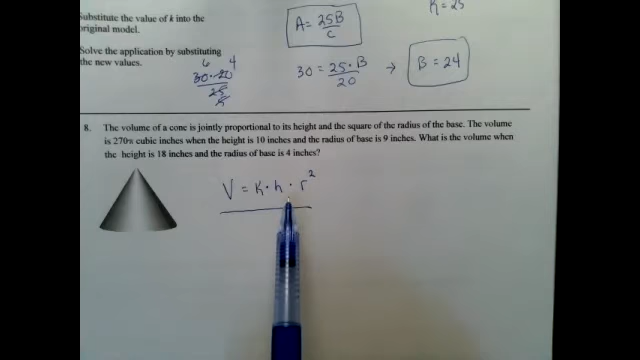 Substitute the value of k into the
original model.
K = 25
A = 25B/C
Solve the application by substituting
the new values.
6 4
30·20/25
5
30 = 25·B/20 → B = 24
8. The volume of a cone is jointly proportional to its height and the square of the radius of the base. The volume
is 270π cubic inches when the height is 10 inches and the radius of base is 9 inches. What is the volume when
the height is 18 inches and the radius of base is 4 inches?
V = K·h·r²